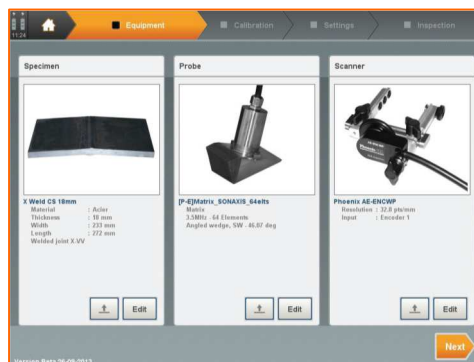 11:24
Equipment
Calibration
Settings
Inspection
Specimen
X Weld CS 18mm
Material : Acier
Thickness : 18 mm
Width : 233 mm
Length : 272 mm
Welded joint X-VV
Edit
Probe
[P-E]Matrix_SONAXIS_64elts
Matrix
3.5MHz - 64 Elements
Angled wedge, SW - 46.07 deg
Edit
Scanner
Phoenix AE-ENCWP
Resolution : 32.0 pts/mm
Input : Encoder 1
Edit
Next